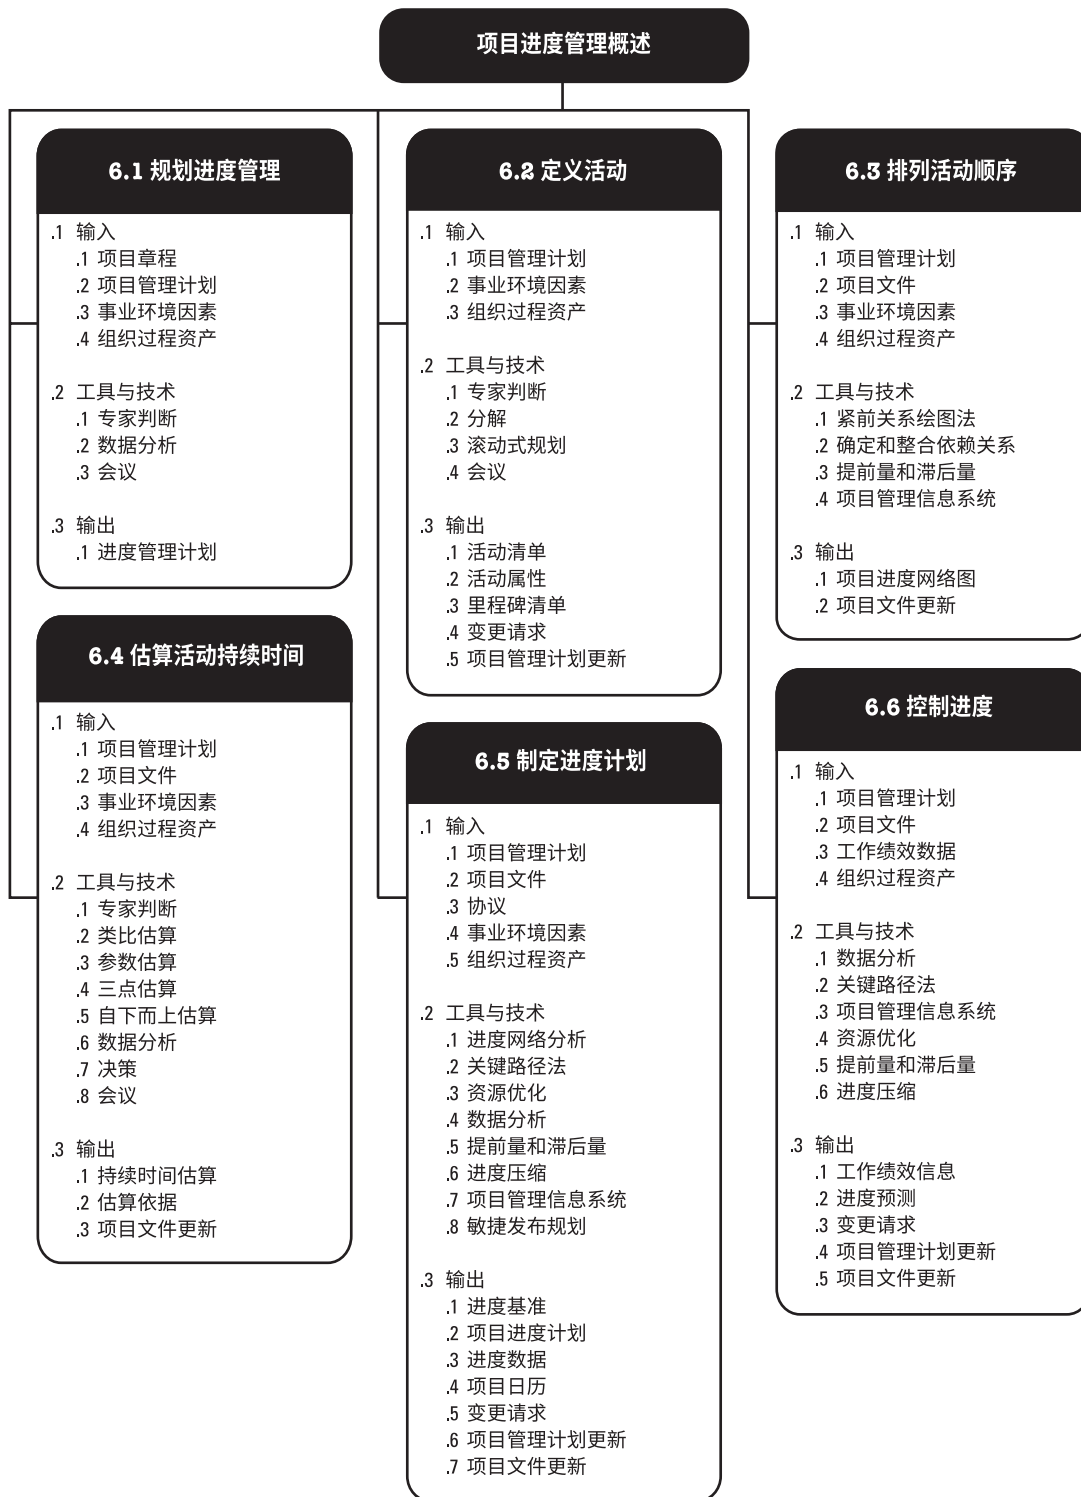 项目进度管理概述
6.1 规划进度管理
.1 输入
.1 项目章程
.2 项目管理计划
.3 事业环境因素
.4 组织过程资产
.2 工具与技术
.1 专家判断
.2 数据分析
.3 会议
.3 输出
.1 进度管理计划
6.2 定义活动
.1 输入
.1 项目管理计划
.2 事业环境因素
.3 组织过程资产
.2 工具与技术
.1 专家判断
.2 分解
.3 滚动式规划
.4 会议
.3 输出
.1 活动清单
.2 活动属性
.3 里程碑清单
.4 变更请求
.5 项目管理计划更新
6.3 排列活动顺序
.1 输入
.1 项目管理计划
.2 项目文件
.3 事业环境因素
.4 组织过程资产
.2 工具与技术
.1 紧前关系绘图法
.2 确定和整合依赖关系
.3 提前量和滞后量
.4 项目管理信息系统
.3 输出
.1 项目进度网络图
.2 项目文件更新
6.4 估算活动持续时间
.1 输入
.1 项目管理计划
.2 项目文件
.3 事业环境因素
.4 组织过程资产
.2 工具与技术
.1 专家判断
.2 类比估算
.3 参数估算
.4 三点估算
.5 自下而上估算
.6 数据分析
.7 决策
.8 会议
.3 输出
.1 持续时间估算
.2 估算依据
.3 项目文件更新
6.5 制定进度计划
.1 输入
.1 项目管理计划
.2 项目文件
.3 协议
.4 事业环境因素
.5 组织过程资产
.2 工具与技术
.1 进度网络分析
.2 关键路径法
.3 资源优化
.4 数据分析
.5 提前量和滞后量
.6 进度压缩
.7 项目管理信息系统
.8 敏捷发布规划
.3 输出
.1 进度基准
.2 项目进度计划
.3 进度数据
.4 项目日历
.5 变更请求
.6 项目管理计划更新
.7 项目文件更新
6.6 控制进度
.1 输入
.1 项目管理计划
.2 项目文件
.3 工作绩效数据
.4 组织过程资产
.2 工具与技术
.1 数据分析
.2 关键路径法
.3 项目管理信息系统
.4 资源优化
.5 提前量和滞后量
.6 进度压缩
.3 输出
.1 工作绩效信息
.2 进度预测
.3 变更请求
.4 项目管理计划更新
.5 项目文件更新